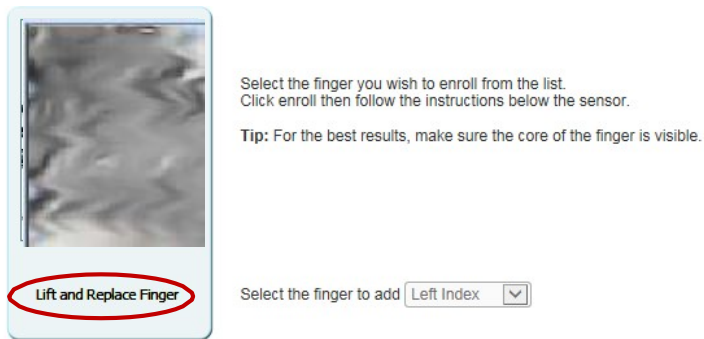 Select the finger you wish to enroll from the list.
Click enroll then follow the instructions below the sensor.
Tip: For the best results, make sure the core of the finger is visible.
Lift and Replace Finger
Select the finger to add Left Index